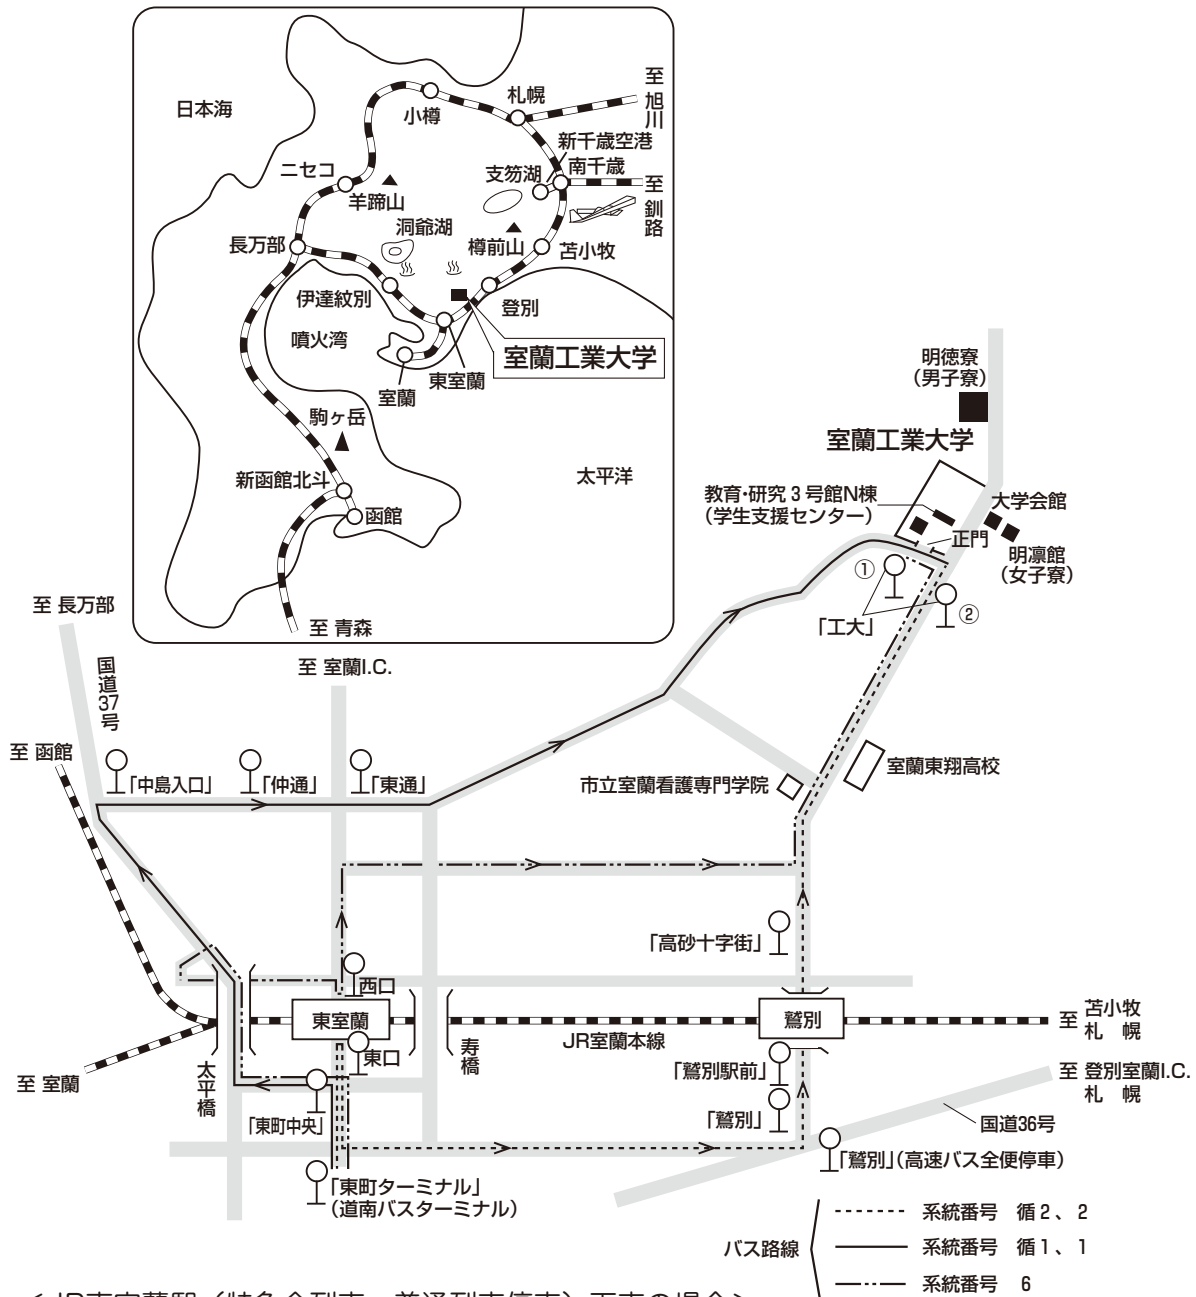 日本海
小樽
札幌
至 旭川
新千歳空港
南千歳
支笏湖
至 釧路
ニセコ
羊蹄山
洞爺湖
樽前山
苫小牧
長万部
伊達紋別
登別
噴火湾
室蘭工業大学
東室蘭
室蘭
駒ヶ岳
新函館北斗
函館
太平洋
至 青森
明徳寮
(男子寮)
室蘭工業大学
教育・研究3号館N棟
(学生支援センター)
大学会館
正門
明凛館
(女子寮)
①
「工大」
②
至 長万部
国道37号
至 室蘭I.C.
至 函館
「中島入口」
「仲通」
「東通」
市立室蘭看護専門学院
室蘭東翔高校
「高砂十字街」
西口
東室蘭
東口
寿橋
JR室蘭本線
鷲別
至 苫小牧
札 幌
至 室蘭
太平橋
「鷲別駅前」
至 登別室蘭I.C.
札 幌
「東町中央」
「鷲別」
国道36号
「鷲別」(高速バス全便停車)
「東町ターミナル」
(道南バスターミナル)
バス路線
系統番号 循2、2
系統番号 循1、1
系統番号 6